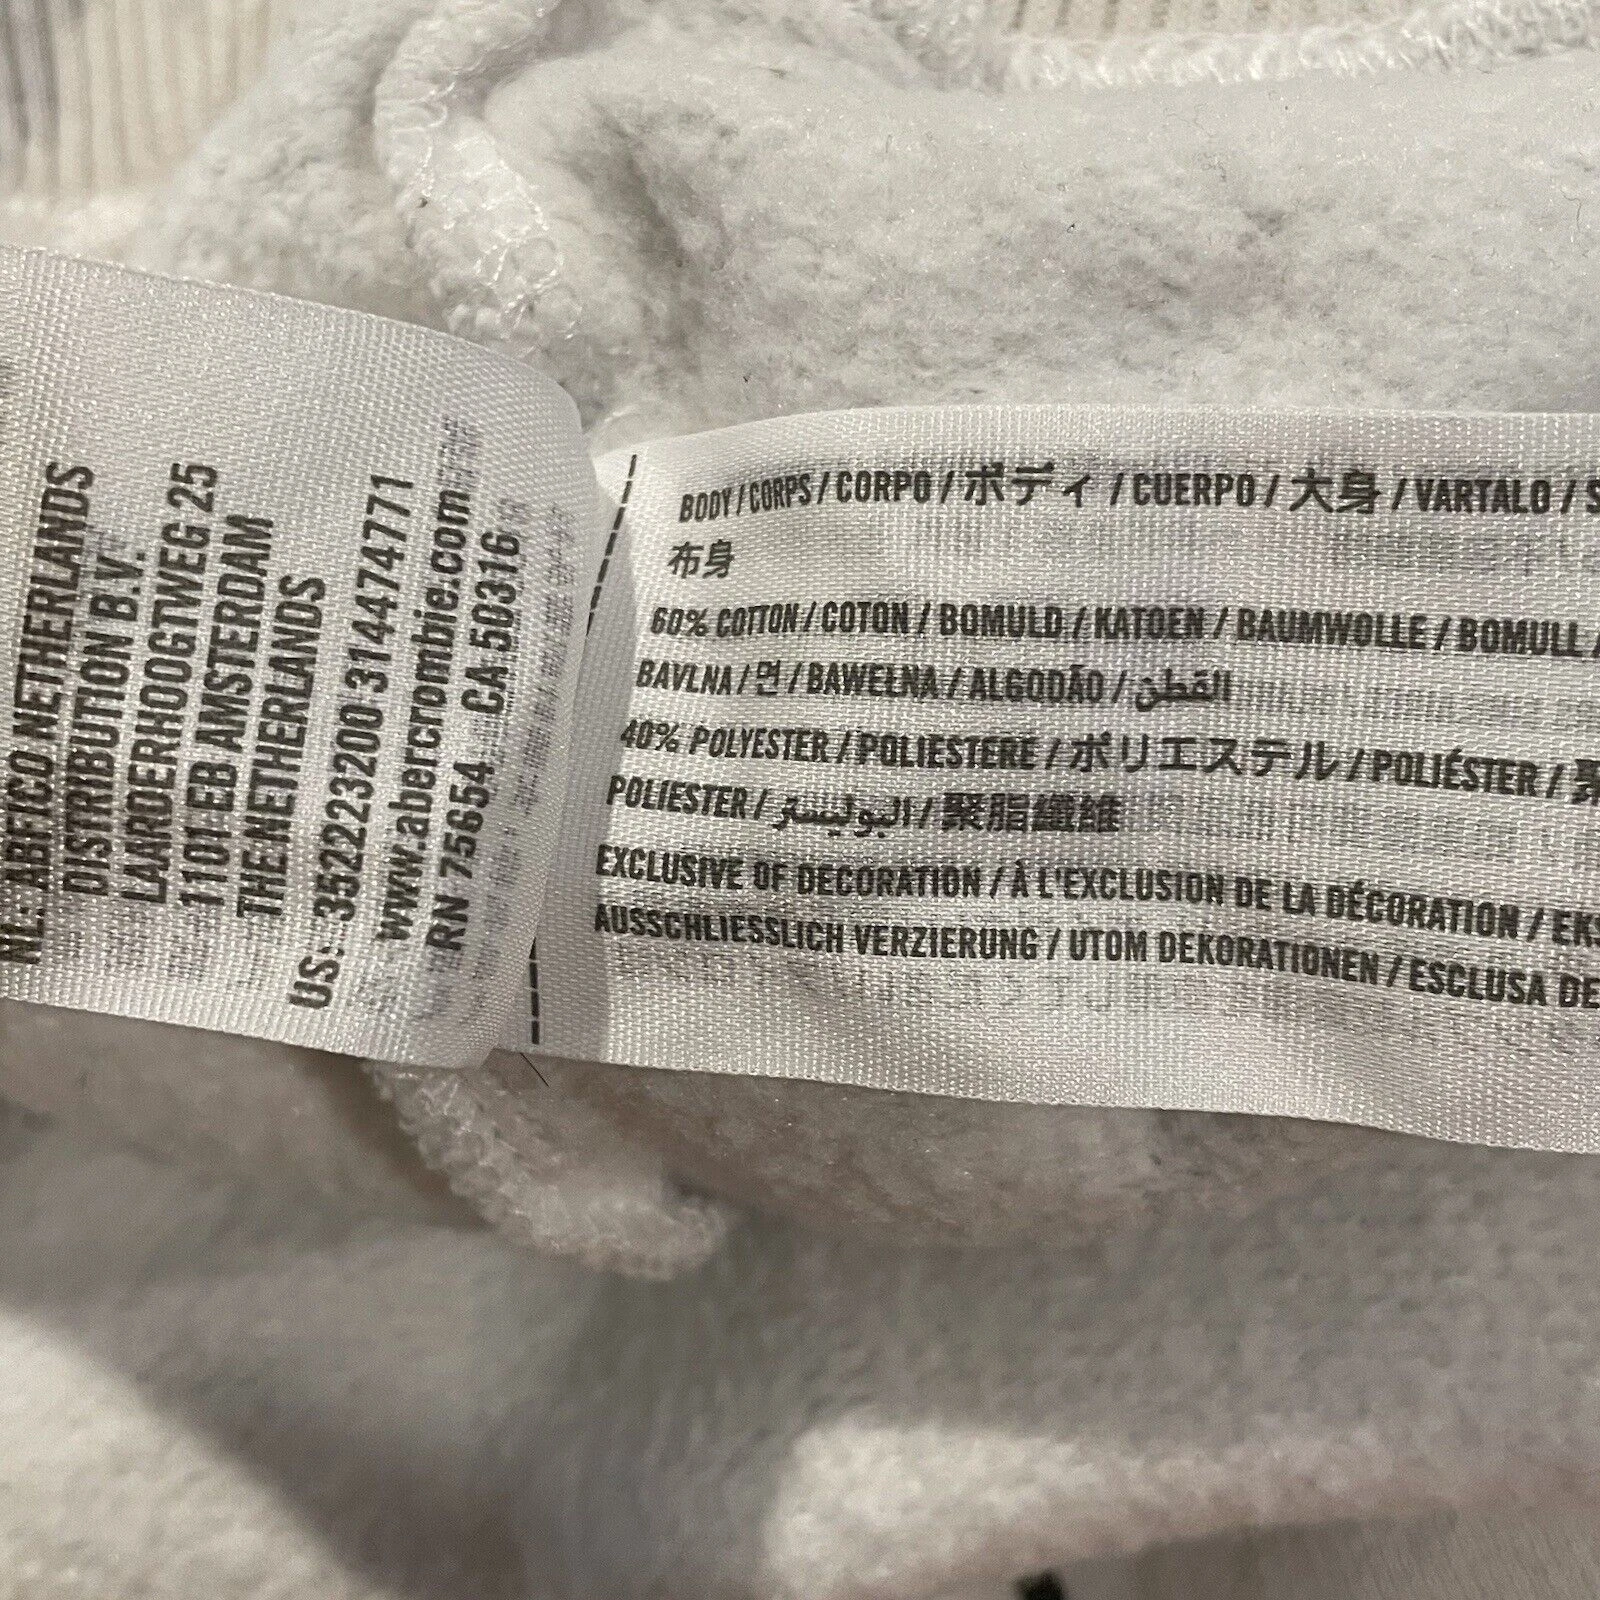 NL: ABFICO NETHERLANDS
DISTRIBUTION B.V.
LAARDERHOOGTWEG 25
1101 EB AMSTERDAM
THE NETHERLANDS
US: 352223200 314474771
www.abercrombie.com
RN 75654 CA 50316
BODY / CORPS / CORPO / ボディ / CUERPO / 大身 / VARTALO / S
布身
60% COTTON / COTON / BOMULD / KATOEN / BAUMWOLLE / BOMULL /
BAVLNA / 면 / BAWEŁNA / ALGODÃO / القطن
40% POLYESTER / POLIESTERE / ポリエステル / POLIÉSTER / 聚
POLIESTER / البوليستر / 聚脂纖維
EXCLUSIVE OF DECORATION / À L'EXCLUSION DE LA DÉCORATION / EKS
AUSSCHLIESSLICH VERZIERUNG / UTOM DEKORATIONEN / ESCLUSA DE